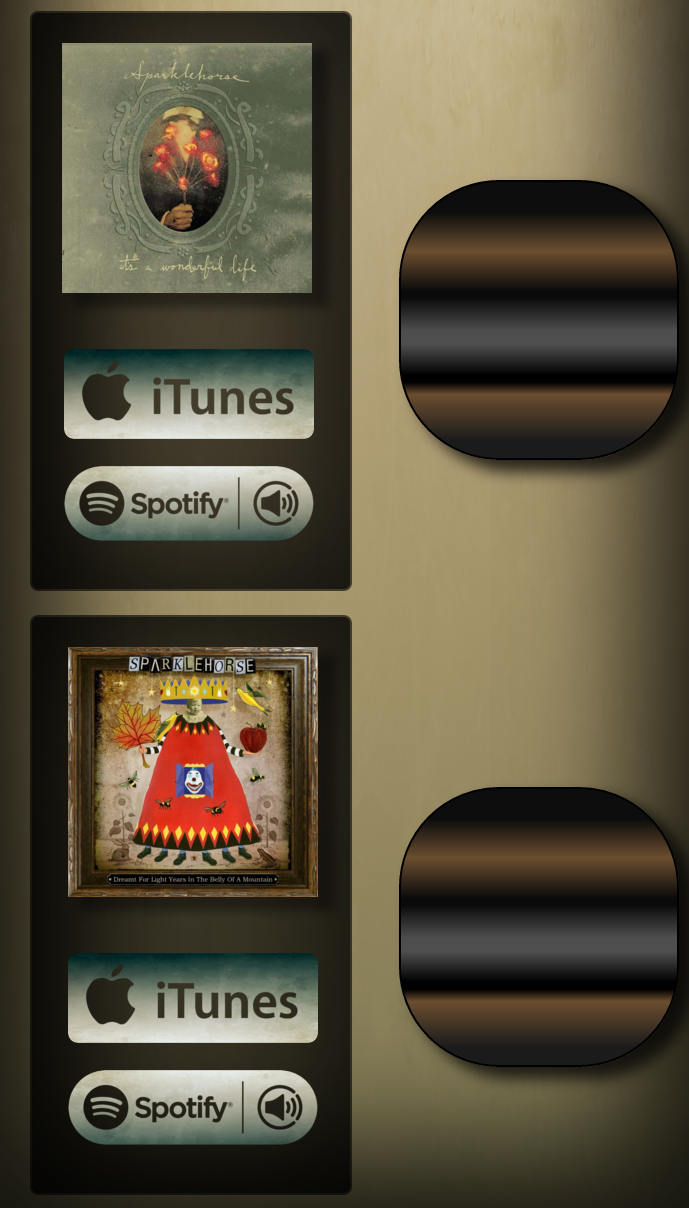 Sparklehorse
it's a wonderful life
iTunes
Spotify®
SPARKLEHORSE
Dreamt For Light Years In The Belly Of A Mountain
iTunes
Spotify®